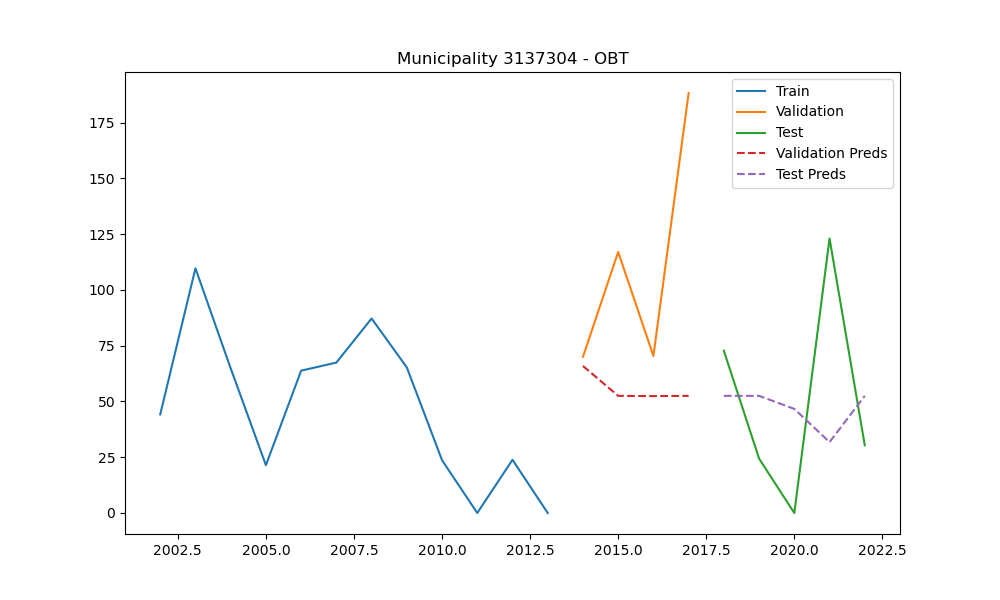 Municipality 3137304 - OBT
Train
Validation
Test
Validation Preds
Test Preds
175
150
125
100
75
50
25
0
2002.5 2005.0 2007.5 2010.0 2012.5 2015.0 2017.5 2020.0 2022.5